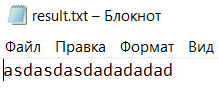 result.txt – Блокнот
Файл Правка Формат Вид
asdasdasdadadadad